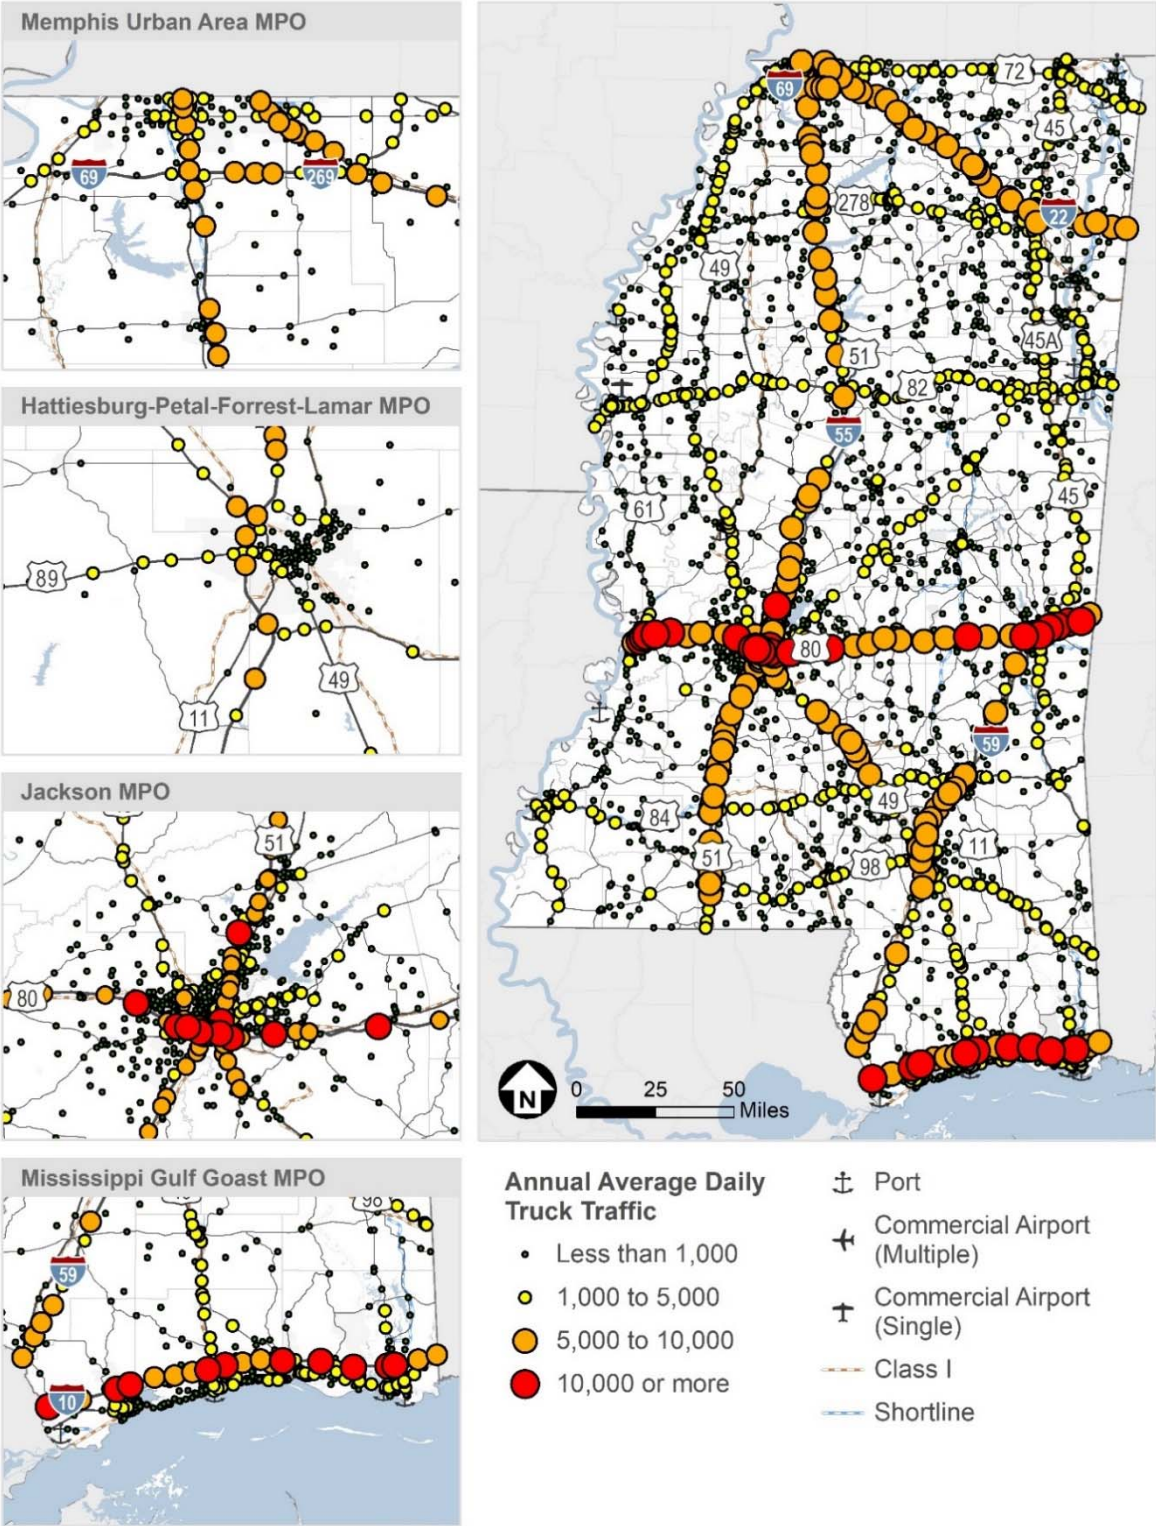 Memphis Urban Area MPO
69
269
Hattiesburg-Petal-Forrest-Lamar MPO
89
49
11
Jackson MPO
51
80
Mississippi Gulf Goast MPO
98
59
10
72
69
45
278
22
49
45A
51
82
55
61
45
80
59
49
84
51
98
11
N
0 25 50
Miles
Annual Average Daily
Truck Traffic
Less than 1,000
1,000 to 5,000
5,000 to 10,000
10,000 or more
Port
Commercial Airport
(Multiple)
Commercial Airport
(Single)
Class I
Shortline